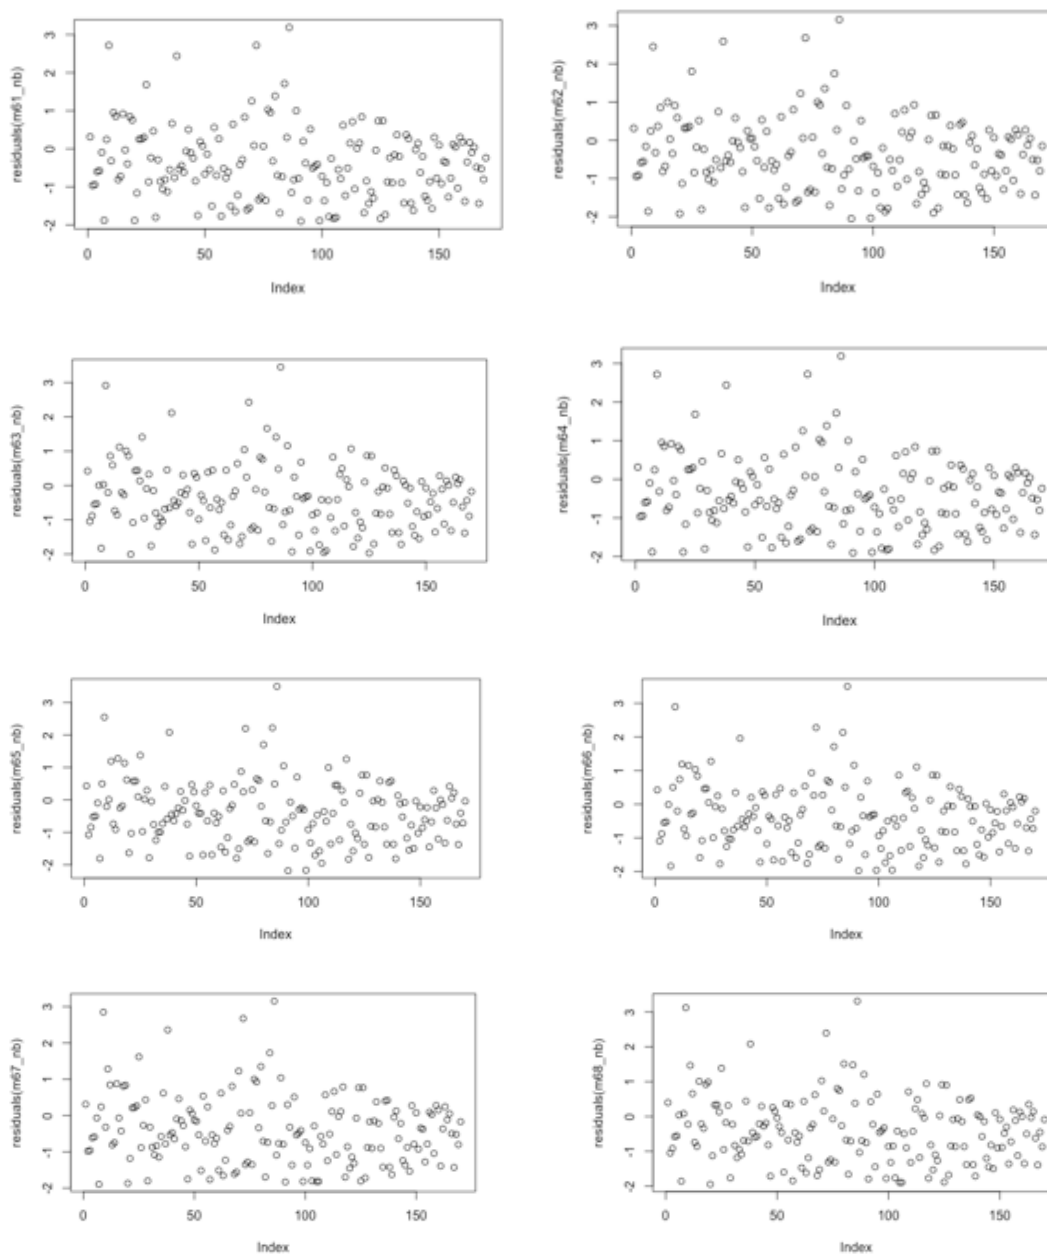 residuals(m61_nb)
3
2
1
0
-1
-2
0 50 100 150
Index
residuals(m62_nb)
3
2
1
0
-1
-2
0 50 100 150
Index
residuals(m63_nb)
3
2
1
0
-1
-2
0 50 100 150
Index
residuals(m64_nb)
3
2
1
0
-1
-2
0 50 100 150
Index
residuals(m65_nb)
3
2
1
0
-1
-2
0 50 100 150
Index
residuals(m66_nb)
3
2
1
0
-1
-2
0 50 100 150
Index
residuals(m67_nb)
3
2
1
0
-1
-2
0 50 100 150
Index
residuals(m68_nb)
3
2
1
0
-1
-2
0 50 100 150
Index